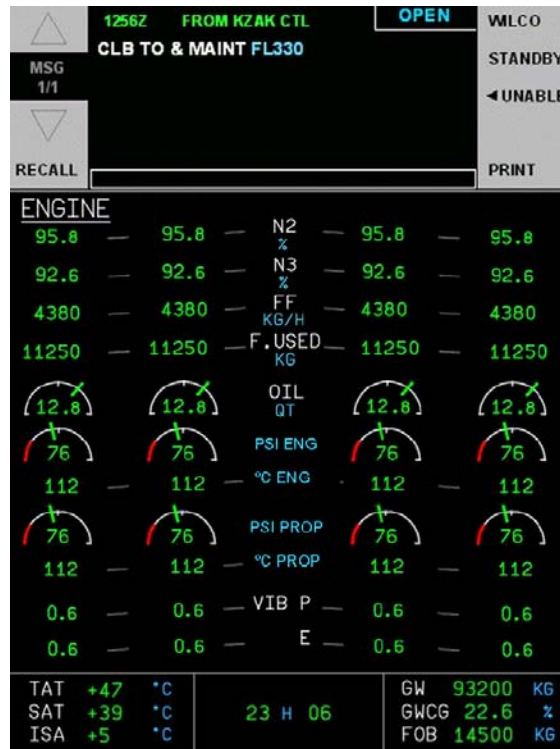 1256Z FROM KZAK CTL OPEN WILCO
CLB TO & MAINT FL330 STANDBY
MSG
1/1 ◄ UNABLE
RECALL PRINT
ENGINE
95.8 95.8 N2 % 95.8 95.8
92.6 92.6 N3 % 92.6 92.6
4380 4380 FF KG/H 4380 4380
11250 11250 F.USED KG 11250 11250
12.8 12.8 OIL QT 12.8 12.8
76 76 PSI ENG 76 76
112 112 ºC ENG 112 112
76 76 PSI PROP 76 76
112 112 ºC PROP 112 112
0.6 0.6 VIB P 0.6 0.6
0.6 0.6 E 0.6 0.6
TAT +47 °C GW 93200 KG
SAT +39 °C 23 H 06 GWCG 22.6 %
ISA +5 °C FOB 14500 KG